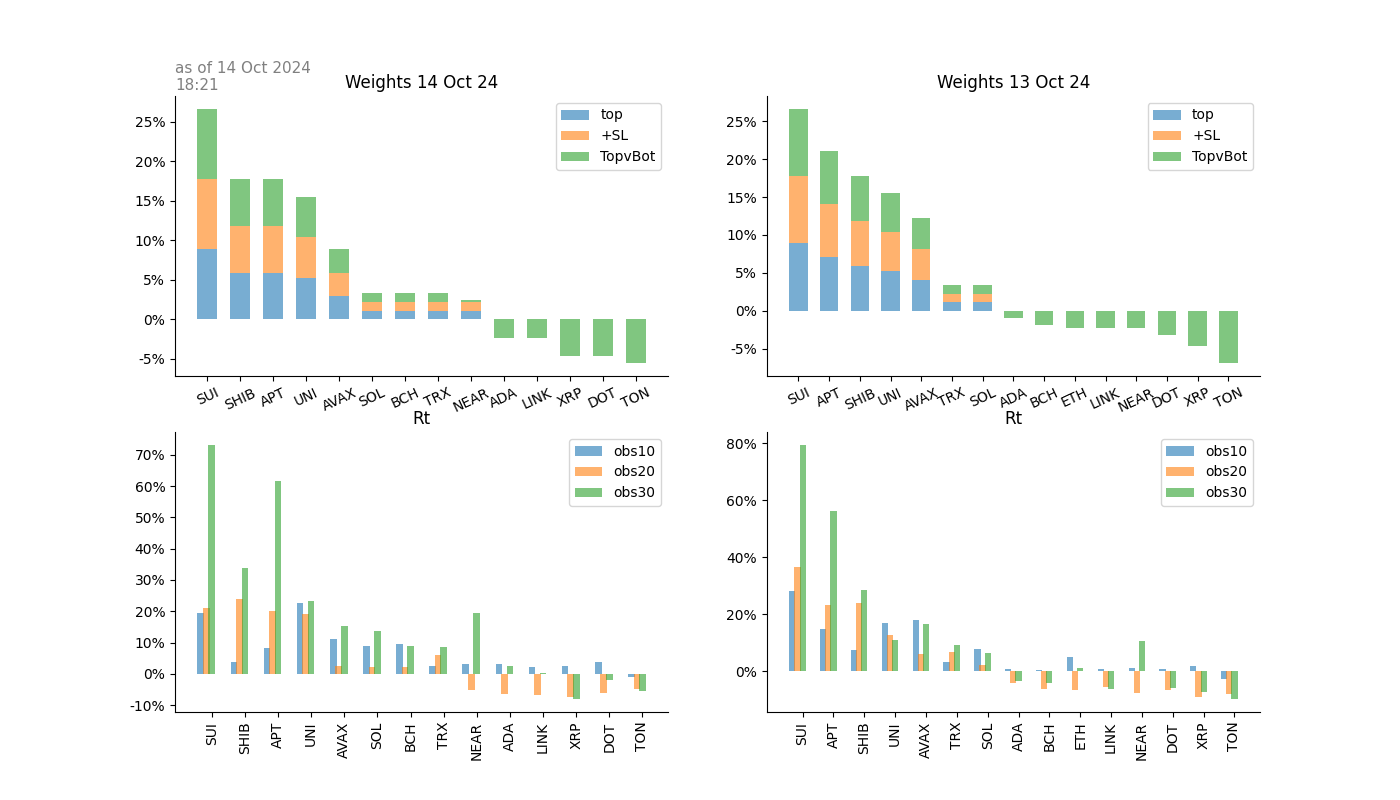 as of 14 Oct 2024
18:21
Weights 14 Oct 24
25%
20%
15%
10%
5%
0%
-5%
top
+SL
TopvBot
SUI SHIB APT UNI AVAX SOL BCH TRX NEAR ADA LINK XRP DOT TON
Weights 13 Oct 24
25%
20%
15%
10%
5%
0%
-5%
top
+SL
TopvBot
SUI APT SHIB UNI AVAX TRX SOL ADA BCH ETH LINK NEAR DOT XRP TON
Rt
70%
60%
50%
40%
30%
20%
10%
0%
-10%
obs10
obs20
obs30
SUI SHIB APT UNI AVAX SOL BCH TRX NEAR ADA LINK XRP DOT TON
Rt
80%
60%
40%
20%
0%
obs10
obs20
obs30
SUI APT SHIB UNI AVAX TRX SOL ADA BCH ETH LINK NEAR DOT XRP TON